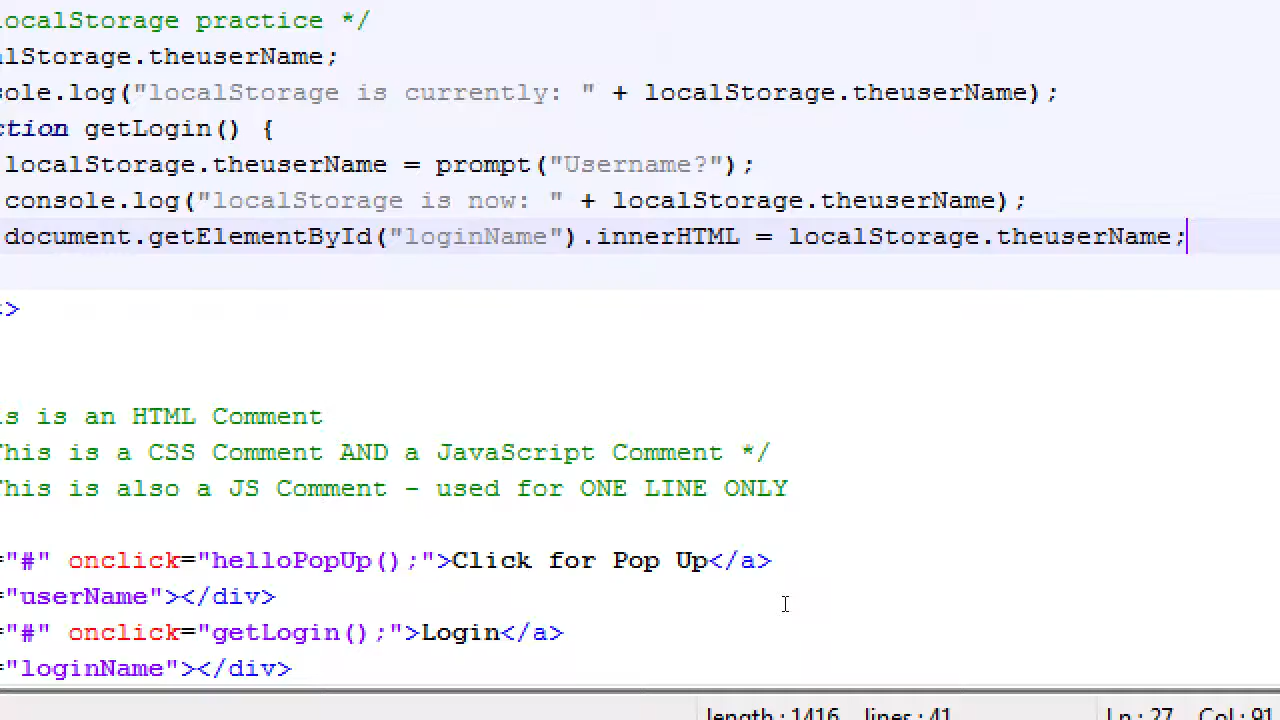 localStorage practice */
alStorage.theuserName;
sole.log("localStorage is currently: " + localStorage.theuserName);
ction getLogin() {
localStorage.theuserName = prompt("Username?");
console.log("localStorage is now: " + localStorage.theuserName);
document.getElementById("loginName").innerHTML = localStorage.theuserName;
t>
is is an HTML Comment
This is a CSS Comment AND a JavaScript Comment */
This is also a JS Comment - used for ONE LINE ONLY
="#" onclick="helloPopUp();">Click for Pop Up</a>
="userName"></div>
="#" onclick="getLogin();">Login</a>
="loginName"></div>
length : 1416 lines : 41 Ln : 27 Col : 91